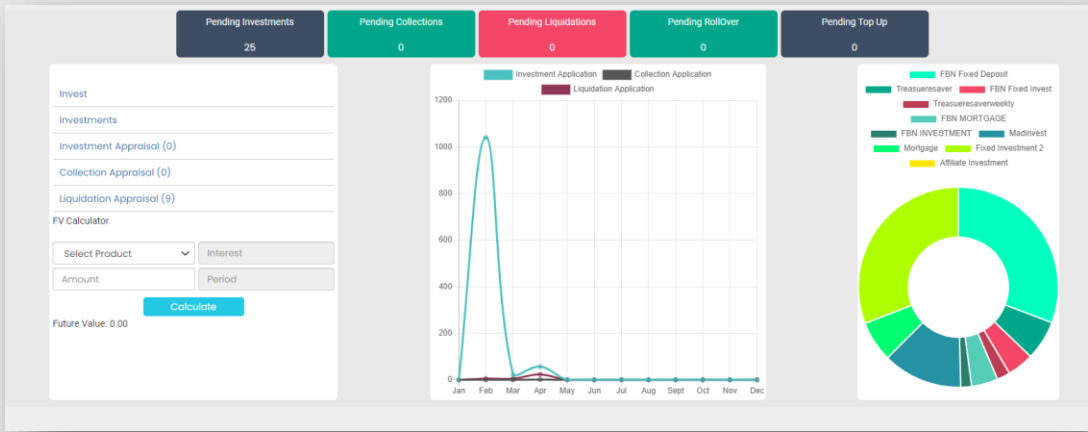 Pending Investments
25
Pending Collections
0
Pending Liquidations
0
Pending RollOver
0
Pending Top Up
0
Invest
Investments
Investment Appraisal (0)
Collection Appraisal (0)
Liquidation Appraisal (9)
FV Calculator
Select Product
Interest
Amount
Period
Calculate
Future Value: 0.00
Investment Application Collection Application
Liquidation Application
1200
1000
800
600
400
200
0
Jan Feb Mar Apr May Jun Jul Aug Sept Oct Nov Dec
FBN Fixed Deposit
Treasueresaver FBN Fixed Invest
Treasueresaverweekly
FBN MORTGAGE
FBN INVESTMENT MadInvest
Mortgage Fixed Investment 2
Affiliate Investment